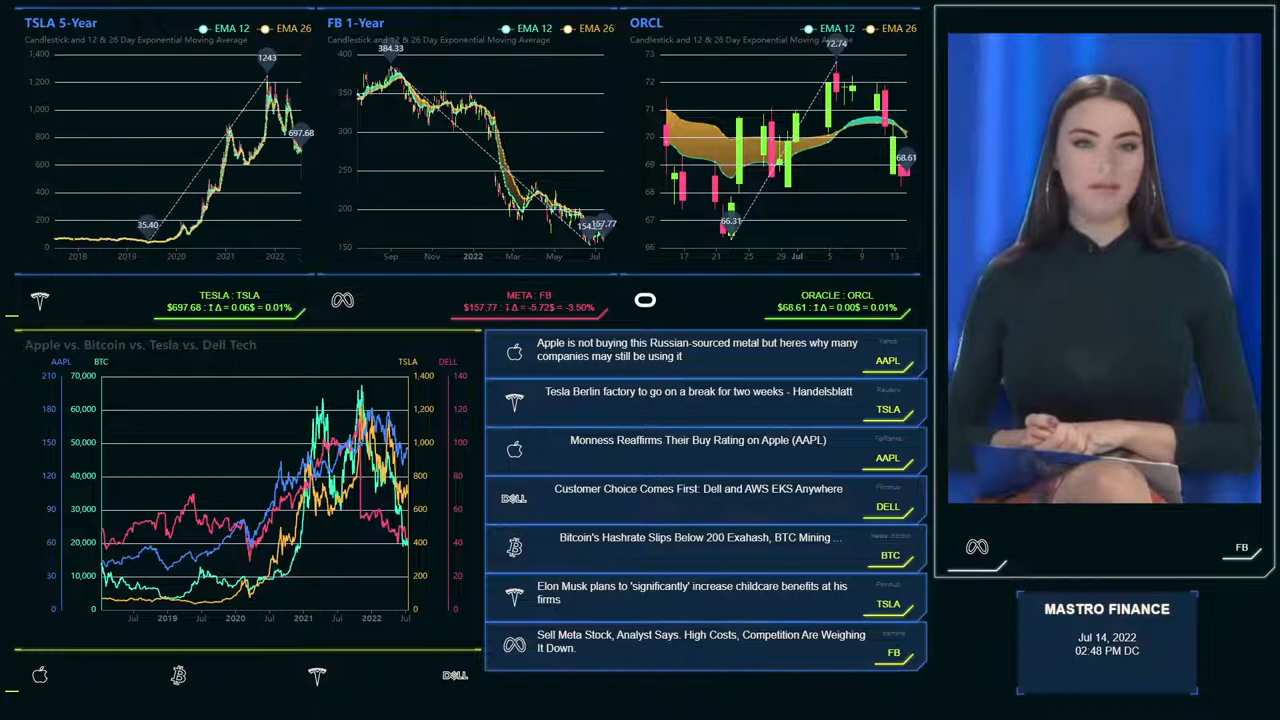 TSLA 5-Year
EMA 12
EMA 26
Candlestick and 12 & 26 Day Exponential Moving Average
1,400
1,200
1,000
800
600
400
200
0
1243
697.68
35.40
2018
2019
2020
2021
2022
FB 1-Year
EMA 12
EMA 26
Candlestick and 12 & 26 Day Exponential Moving Average
400
350
300
250
200
150
384.33
157.77
Sep
Nov
2022
Mar
May
Jul
ORCL
EMA 12
EMA 26
Candlestick and 12 & 26 Day Exponential Moving Average
73
72
71
70
69
68
67
66
72.74
68.61
66.31
17
21
25
29
Jul
5
9
13
TESLA : TSLA
$697.68 : 1 Δ = 0.06$ = 0.01%
META : FB
$157.77 : 1 Δ = -5.72$ = -3.50%
ORACLE : ORCL
$68.61 : 1 Δ = 0.00$ = 0.01%
Apple vs. Bitcoin vs. Tesla vs. Dell Tech
AAPL
BTC
TSLA
DELL
210
70,000
1,400
140
180
60,000
1,200
120
150
50,000
1,000
100
120
40,000
800
80
90
30,000
600
60
60
20,000
400
40
30
10,000
200
20
0
0
0
0
Jul
2019
Jul
2020
Jul
2021
Jul
2022
Jul
DELL
Apple is not buying this Russian-sourced metal but heres why many
companies may still be using it
Yahoo
AAPL
Tesla Berlin factory to go on a break for two weeks - Handelsblatt
Reuters
TSLA
Monness Reaffirms Their Buy Rating on Apple (AAPL)
TipRanks
AAPL
DELL
Customer Choice Comes First: Dell and AWS EKS Anywhere
Finnhub
DELL
Bitcoin's Hashrate Slips Below 200 Exahash, BTC Mining ...
BTC
Elon Musk plans to 'significantly' increase childcare benefits at his
firms
Finnhub
TSLA
Sell Meta Stock, Analyst Says. High Costs, Competition Are Weighing
It Down.
FB
FB
MASTRO FINANCE
Jul 14, 2022
02:48 PM DC